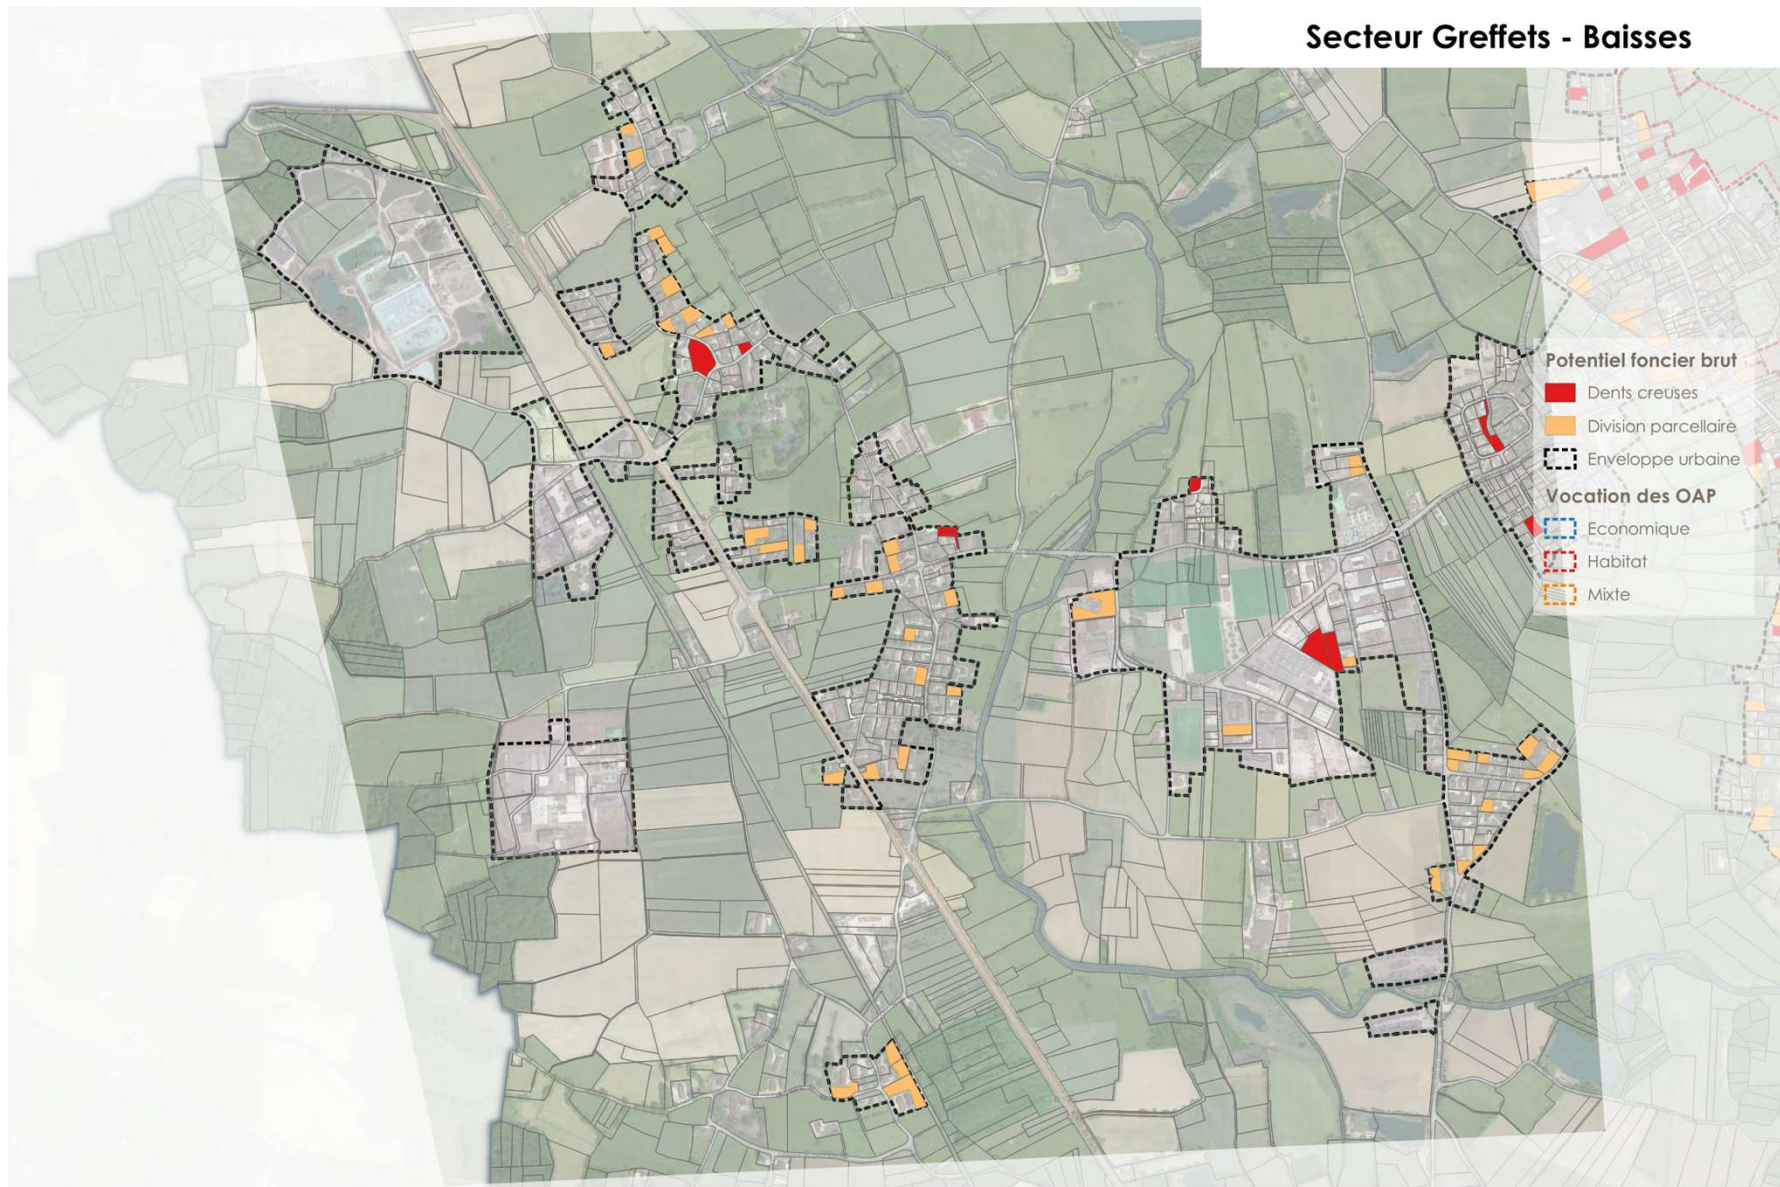 Secteur Greffets - Baisses
Potentiel foncier brut
Dents creuses
Division parcellaire
Enveloppe urbaine
Vocation des OAP
Economique
Habitat
Mixte